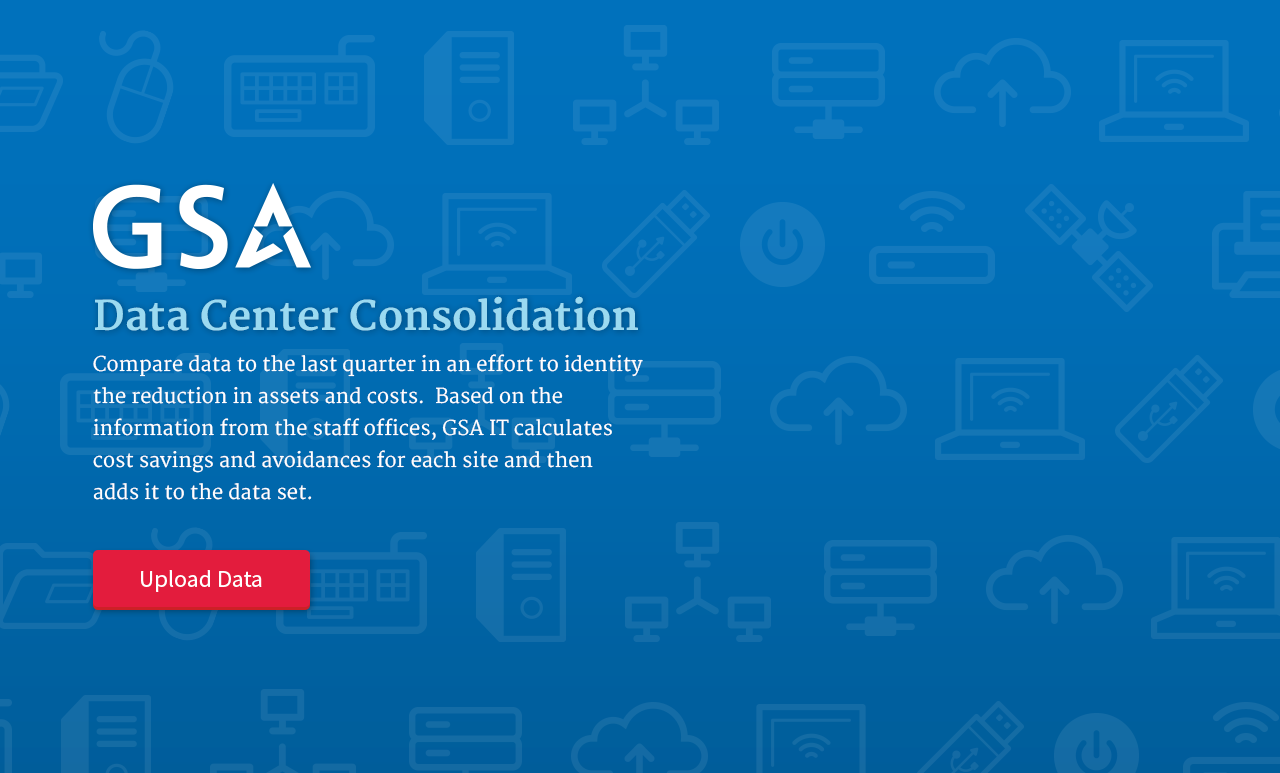 GSA
Data Center Consolidation
Compare data to the last quarter in an effort to identity
the reduction in assets and costs.  Based on the
information from the staff offices, GSA IT calculates
cost savings and avoidances for each site and then
adds it to the data set.
Upload Data